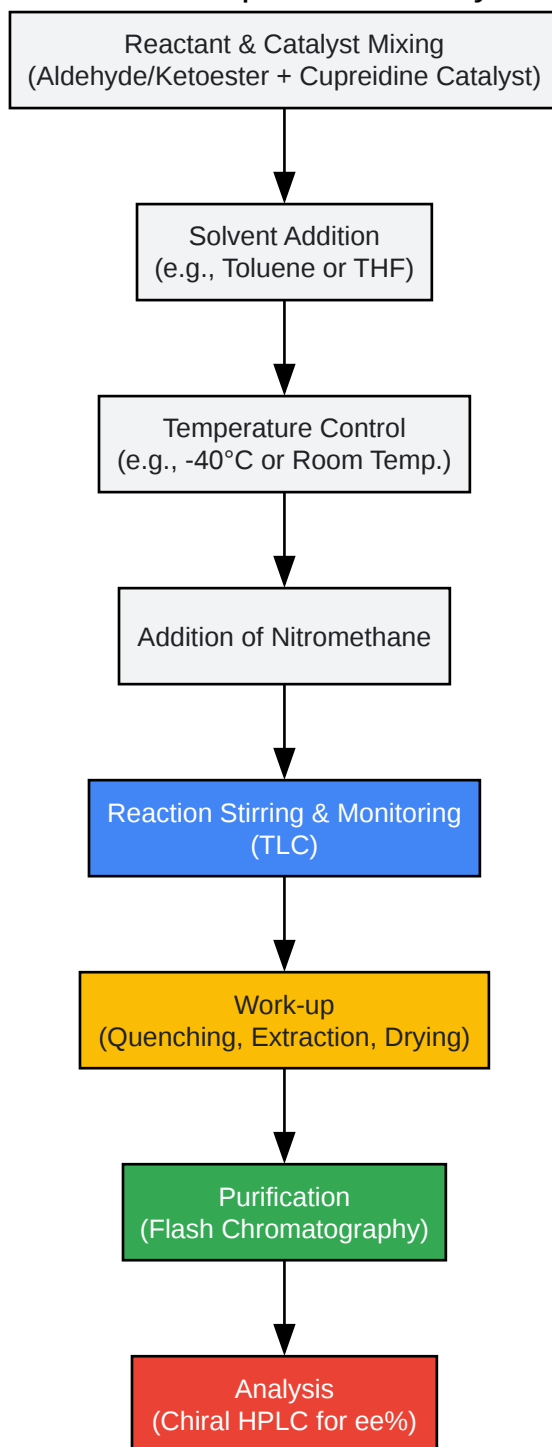 Reactant & Catalyst Mixing
(Aldehyde/Ketoester + Cupreidine Catalyst)
Solvent Addition
(e.g., Toluene or THF)
Temperature Control
(e.g., -40°C or Room Temp.)
Addition of Nitromethane
Reaction Stirring & Monitoring
(TLC)
Work-up
(Quenching, Extraction, Drying)
Purification
(Flash Chromatography)
Analysis
(Chiral HPLC for ee%)